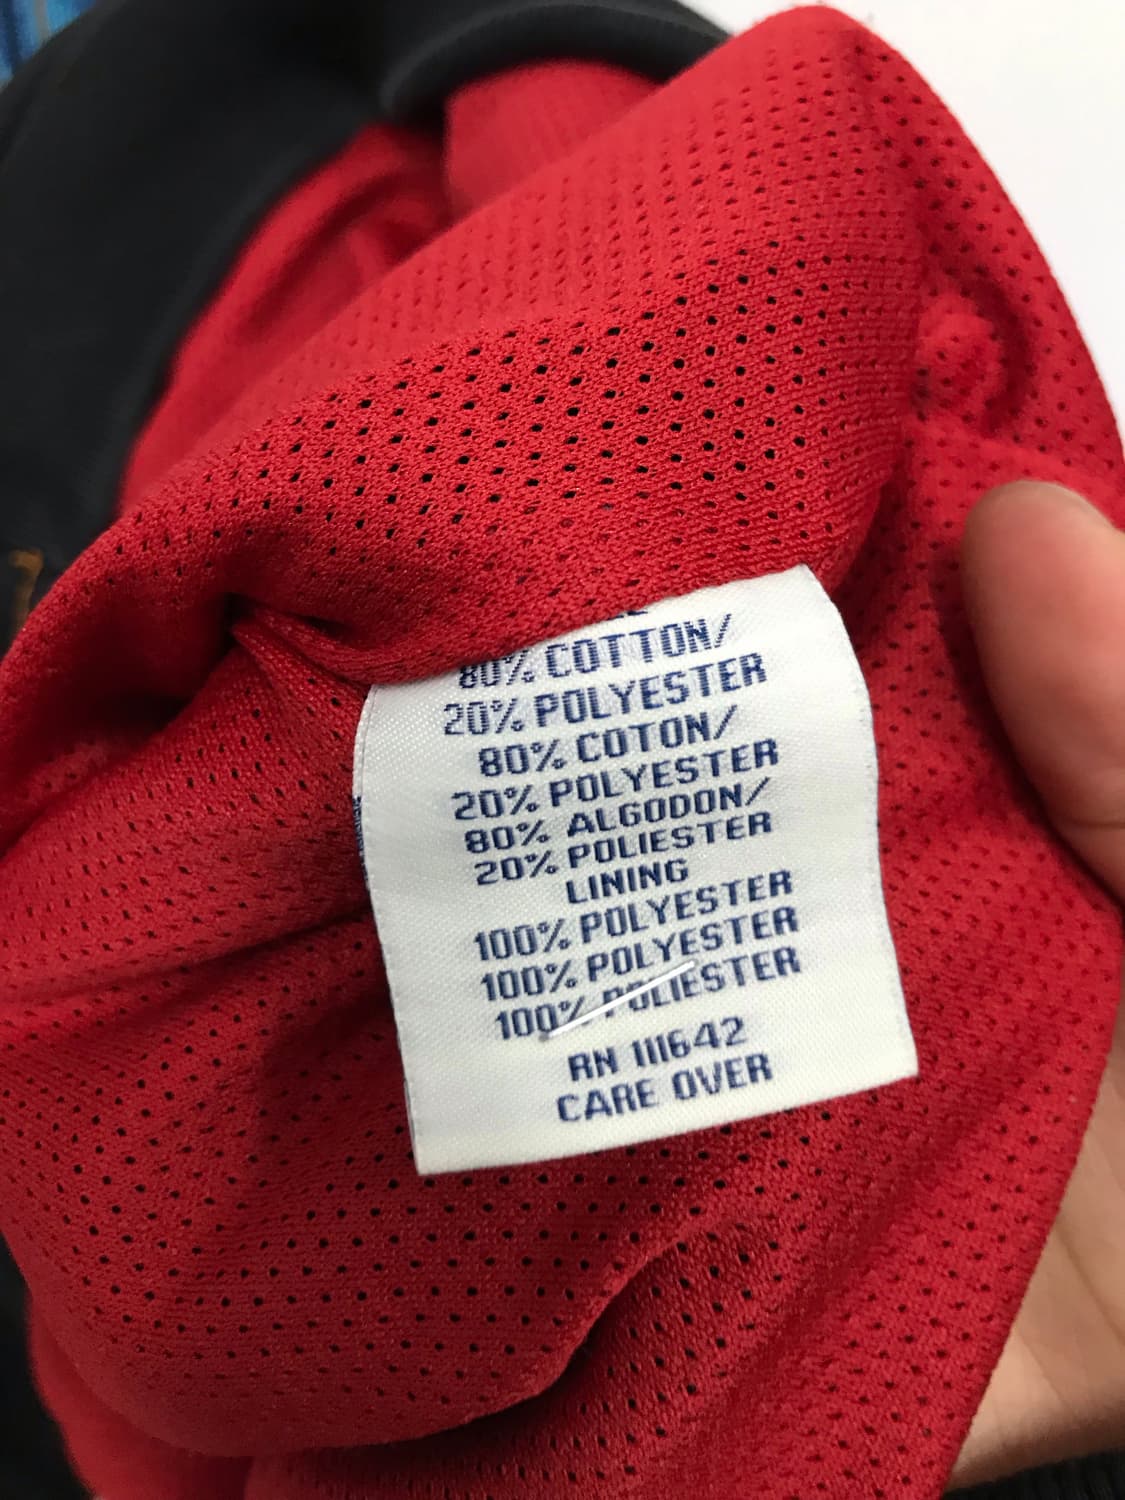 80% COTTON/
20% POLYESTER
80% COTON/
20% POLYESTER
80% ALGODON/
20% POLIESTER
LINING
100% POLYESTER
100% POLYESTER
100% POLIESTER
RN 111642
CARE OVER